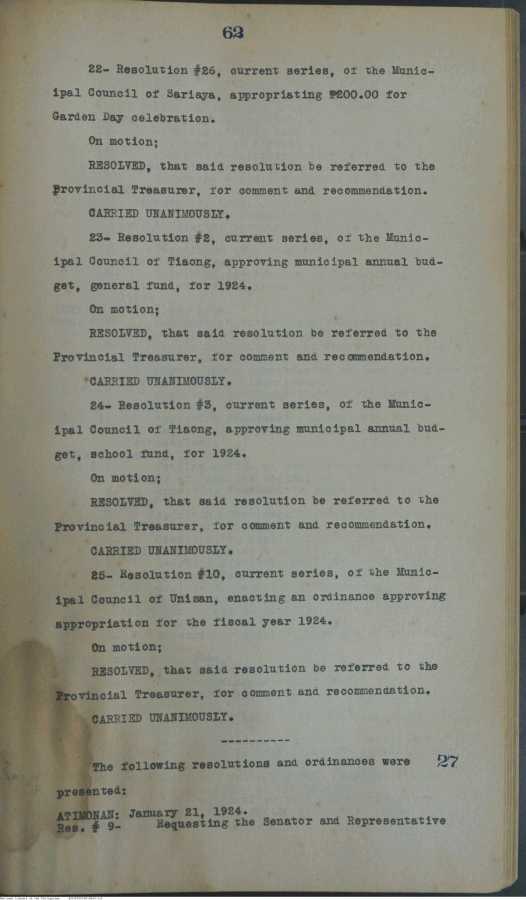 62
22- Resolution #26, current series, of the Munic-
ipal Council of Sariaya, appropriating ₱200.00 for
Garden Day celebration.
On motion;
RESOLVED, that said resolution be referred to the
Provincial Treasurer, for comment and recommendation.
CARRIED UNANIMOUSLY.
23- Resolution #2, current series, of the Munic-
ipal Council of Tiaong, approving municipal annual bud-
get, general fund, for 1924.
On motion;
RESOLVED, that said resolution be referred to the
Provincial Treasurer, for comment and recommendation.
CARRIED UNANIMOUSLY.
24- Resolution #3, current series, of the Munic-
ipal Council of Tiaong, approving municipal annual bud-
get, school fund, for 1924.
On motion;
RESOLVED, that said resolution be referred to the
Provincial Treasurer, for comment and recommendation.
CARRIED UNANIMOUSLY.
25- Resolution #10, current series, of the Munic-
ipal Council of Unisan, enacting an ordinance approving
appropriation for the fiscal year 1924.
On motion;
RESOLVED, that said resolution be referred to the
Provincial Treasurer, for comment and recommendation.
CARRIED UNANIMOUSLY.
----------
The following resolutions and ordinances were 27
presented:
ATIMONAN: January 21, 1924.
Res. # 9- Requesting the Senator and Representative
National Library of the Philippines